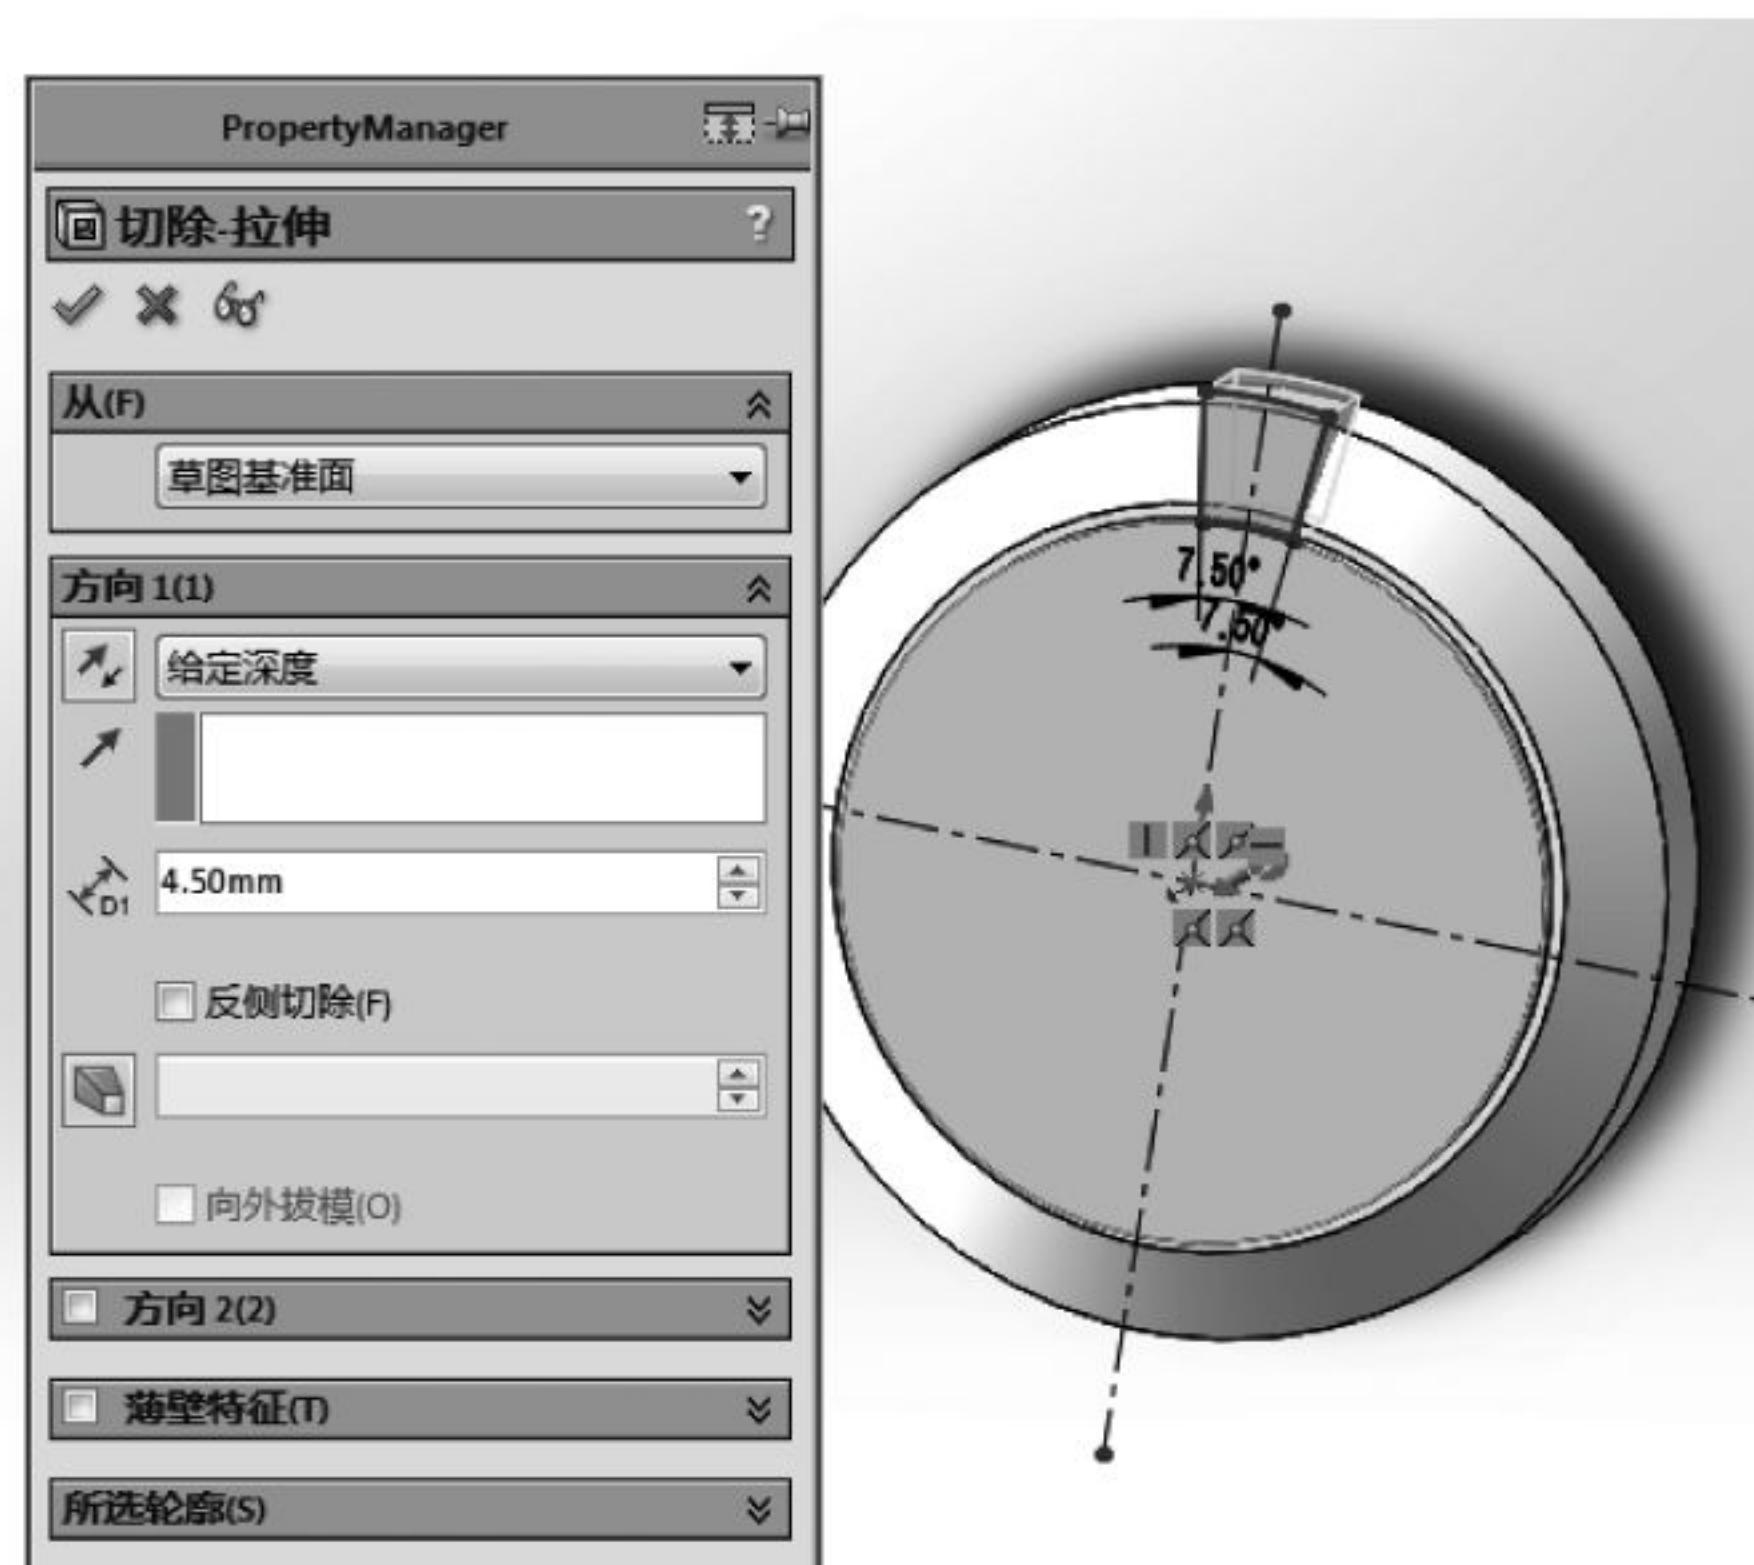 PropertyManager
切除-拉伸 ?
从(F)
草图基准面
方向 1(1)
给定深度
D1 4.50mm
反侧切除(F)
向外拔模(O)
方向 2(2)
薄壁特征(T)
所选轮廓(S)
7.50°
7.50°